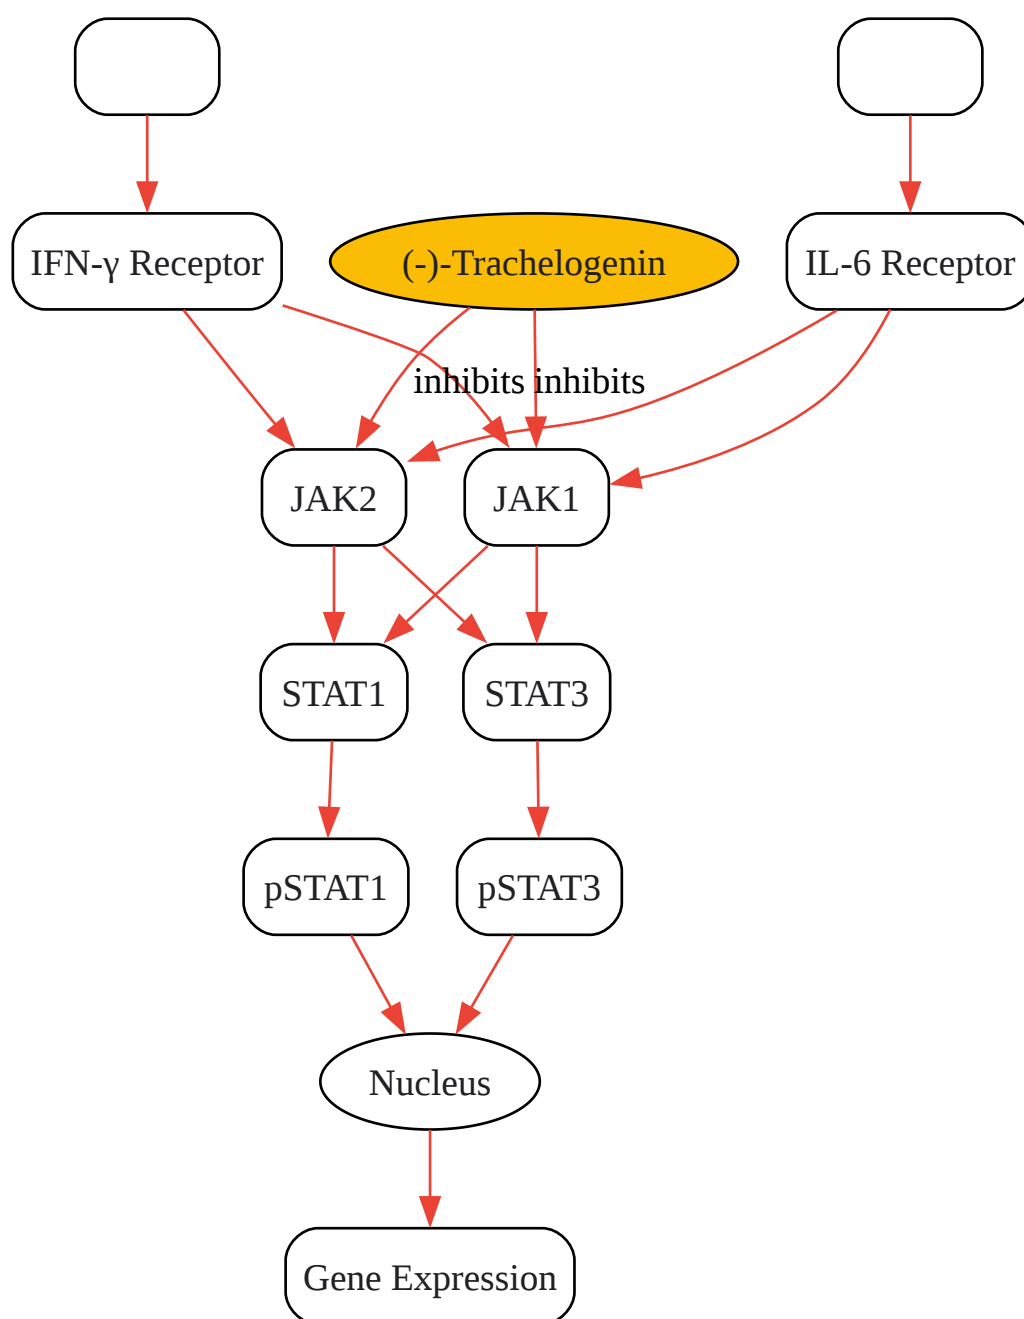 IFN-γ Receptor
(-)-Trachelogenin
IL-6 Receptor
inhibits
inhibits
JAK2
JAK1
STAT1
STAT3
pSTAT1
pSTAT3
Nucleus
Gene Expression